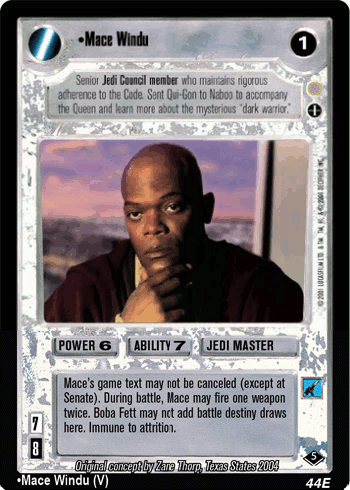 •Mace Windu
1
Senior Jedi Council member who maintains rigorous
adherence to the Code. Sent Qui-Gon to Naboo to accompany
the Queen and learn more about the mysterious "dark warrior."
POWER 6
ABILITY 7
JEDI MASTER
Mace's game text may not be canceled (except at
Senate). During battle, Mace may fire one weapon
twice. Boba Fett may not add battle destiny draws
here. Immune to attrition.
7
8
5
Original concept by Zane Thorp, Texas States 2004
•Mace Windu (V)
44E